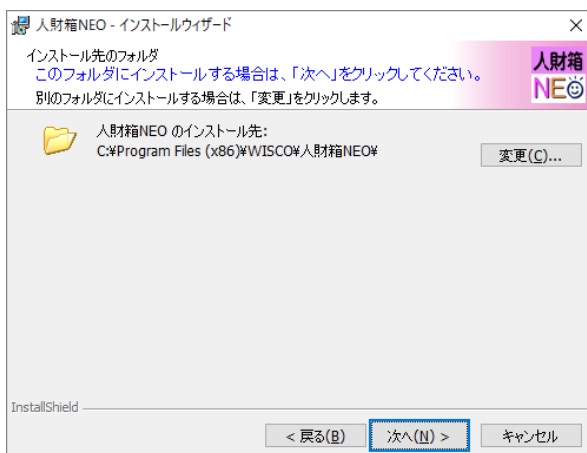 人財箱NEO - インストールウィザード
インストール先のフォルダ
このフォルダにインストールする場合は、「次へ」をクリックしてください。
別のフォルダにインストールする場合は、「変更」をクリックします。
人財箱
NEO
人財箱NEO のインストール先:
C:¥Program Files (x86)¥WISCO¥人財箱NEO¥
変更(C)...
InstallShield
< 戻る(B)
次へ(N) >
キャンセル